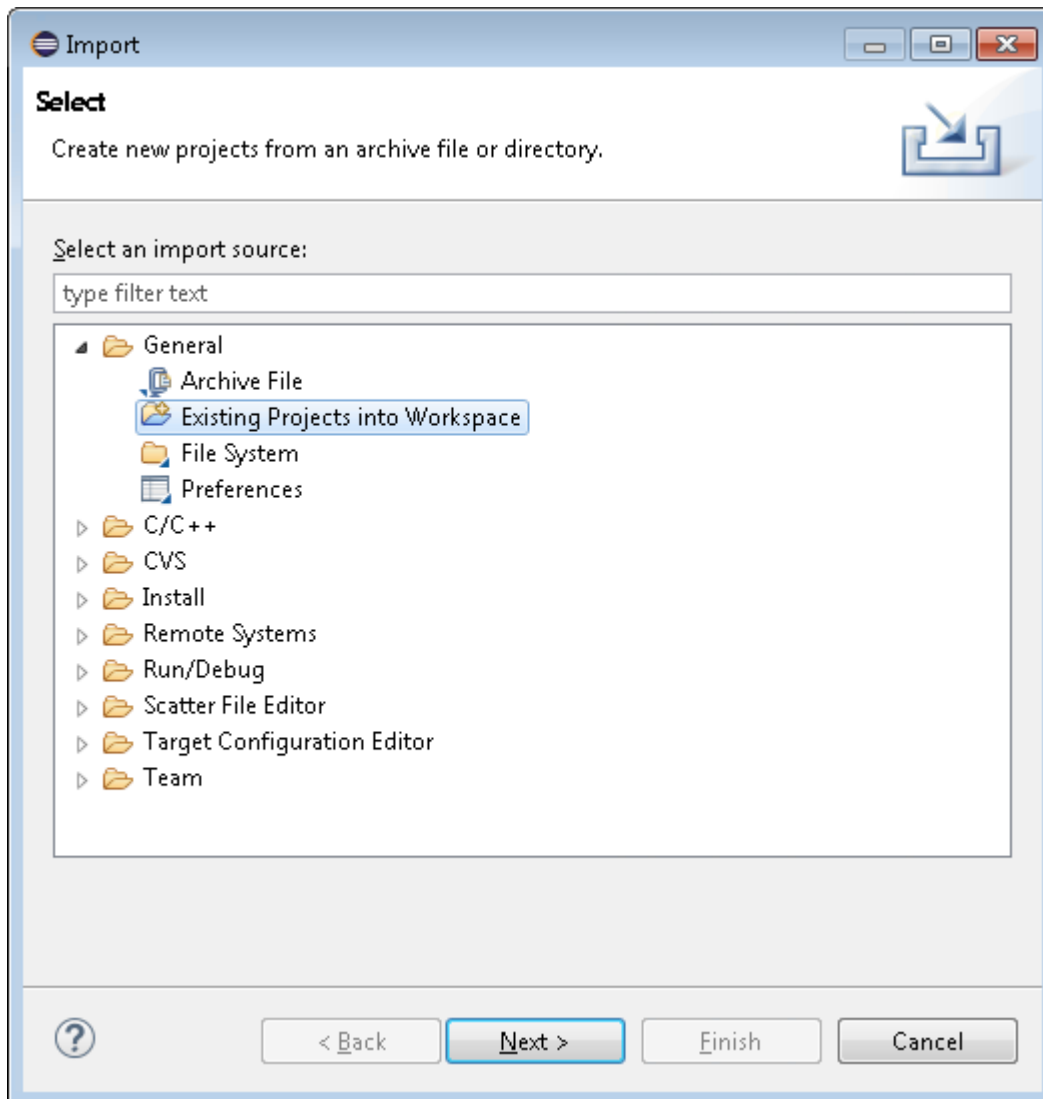 Import
Select
Create new projects from an archive file or directory.
Select an import source:
type filter text
General
Archive File
Existing Projects into Workspace
File System
Preferences
C/C++
CVS
Install
Remote Systems
Run/Debug
Scatter File Editor
Target Configuration Editor
Team
? < Back Next > Finish Cancel